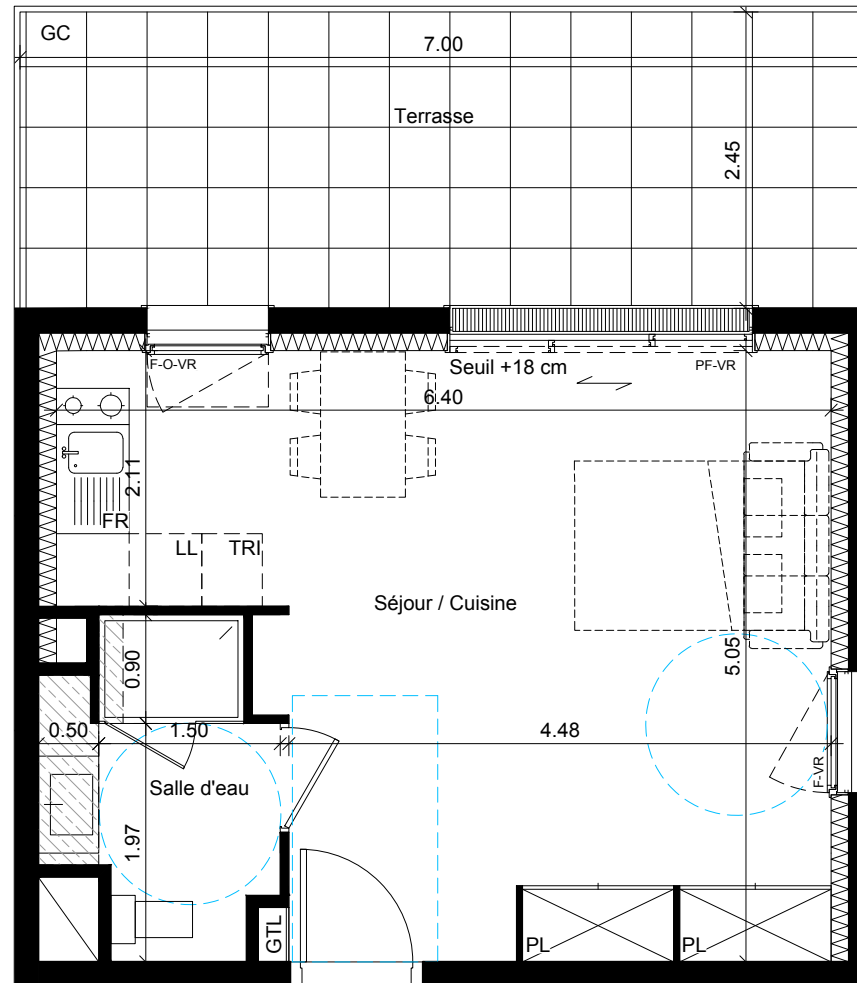 GC
7.00
Terrasse
2.45
F-O-VR
Seuil +18 cm
PF-VR
6.40
2.11
FR
LL
TRI
Séjour / Cuisine
0.90
5.05
0.50
1.50
4.48
Salle d'eau
F-VR
1.97
GTL
PL
PL